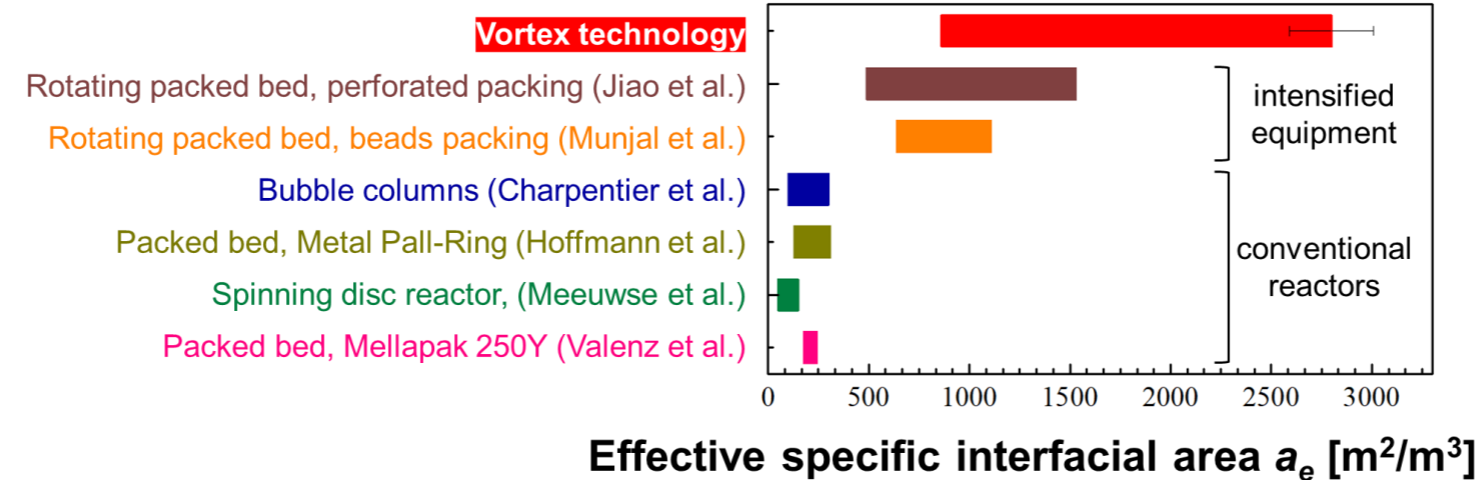 Vortex technology
Rotating packed bed, perforated packing (Jiao et al.)
Rotating packed bed, beads packing (Munjal et al.)
Bubble columns (Charpentier et al.)
Packed bed, Metal Pall-Ring (Hoffmann et al.)
Spinning disc reactor, (Meeuwse et al.)
Packed bed, Mellapak 250Y (Valenz et al.)
intensified
equipment
conventional
reactors
0 500 1000 1500 2000 2500 3000
Effective specific interfacial area aₑ [m²/m³]